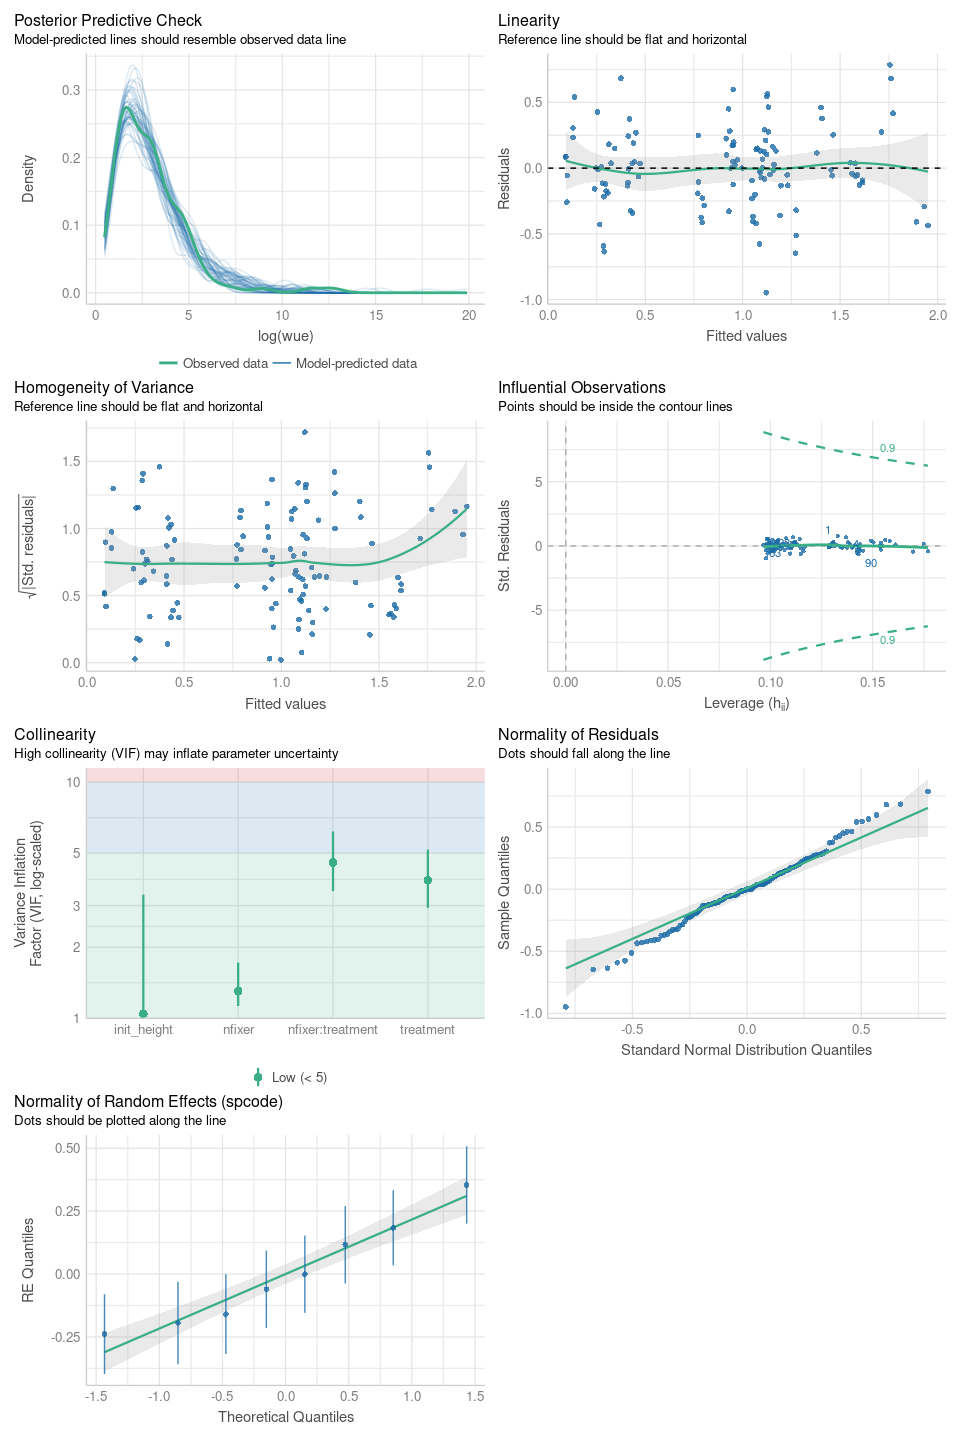 Posterior Predictive Check
Model-predicted lines should resemble observed data line
Density
0.3
0.2
0.1
0.0
0
5
10
15
20
log(wue)
Observed data
Model-predicted data
Linearity
Reference line should be flat and horizontal
Residuals
0.5
0.0
-0.5
-1.0
0.0
0.5
1.0
1.5
2.0
Fitted values
Homogeneity of Variance
Reference line should be flat and horizontal
√|Std. residuals|
1.5
1.0
0.5
0.0
0.0
0.5
1.0
1.5
2.0
Fitted values
Influential Observations
Points should be inside the contour lines
Std. Residuals
5
0
-5
0.9
1
90
0.9
0.00
0.05
0.10
0.15
Leverage (hii)
Collinearity
High collinearity (VIF) may inflate parameter uncertainty
Variance Inflation
Factor (VIF, log-scaled)
10
5
3
2
1
init_height
nfixer
nfixer:treatment
treatment
Low (< 5)
Normality of Residuals
Dots should fall along the line
Sample Quantiles
0.5
0.0
-0.5
-1.0
-0.5
0.0
0.5
Standard Normal Distribution Quantiles
Normality of Random Effects (spcode)
Dots should be plotted along the line
RE Quantiles
0.50
0.25
0.00
-0.25
-1.5
-1.0
-0.5
0.0
0.5
1.0
1.5
Theoretical Quantiles